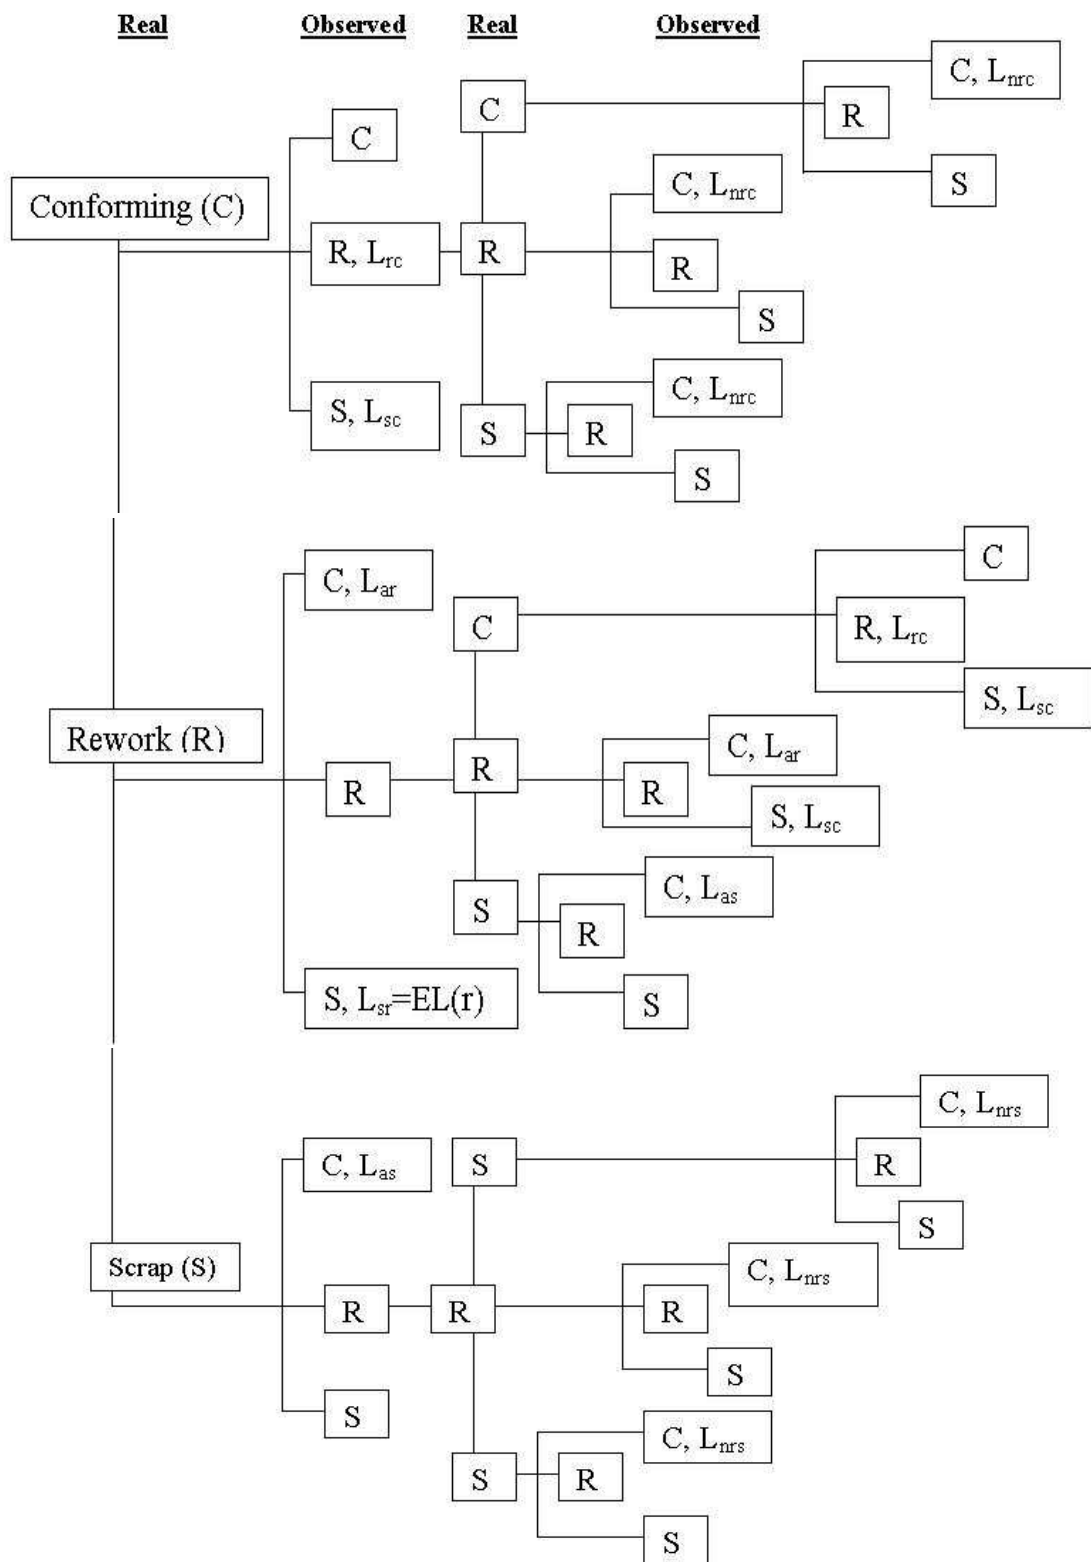 Real Observed Real Observed
C, Lnrc
C
R
C
C, Lnrc
S
Conforming (C)
R, Lrc
R
R
S
C, Lnrc
S, Lsc
S
R
S
C
C, Lar
C
R, Lrc
S, Lsc
Rework (R)
R
R
C, Lar
R
S, Lsc
C, Las
S
R
S, Lsr=EL(r)
S
C, Lnrs
C, Las
S
R
S
Scrap (S)
C, Lnrs
R
R
R
S
S
C, Lnrs
S
R
S